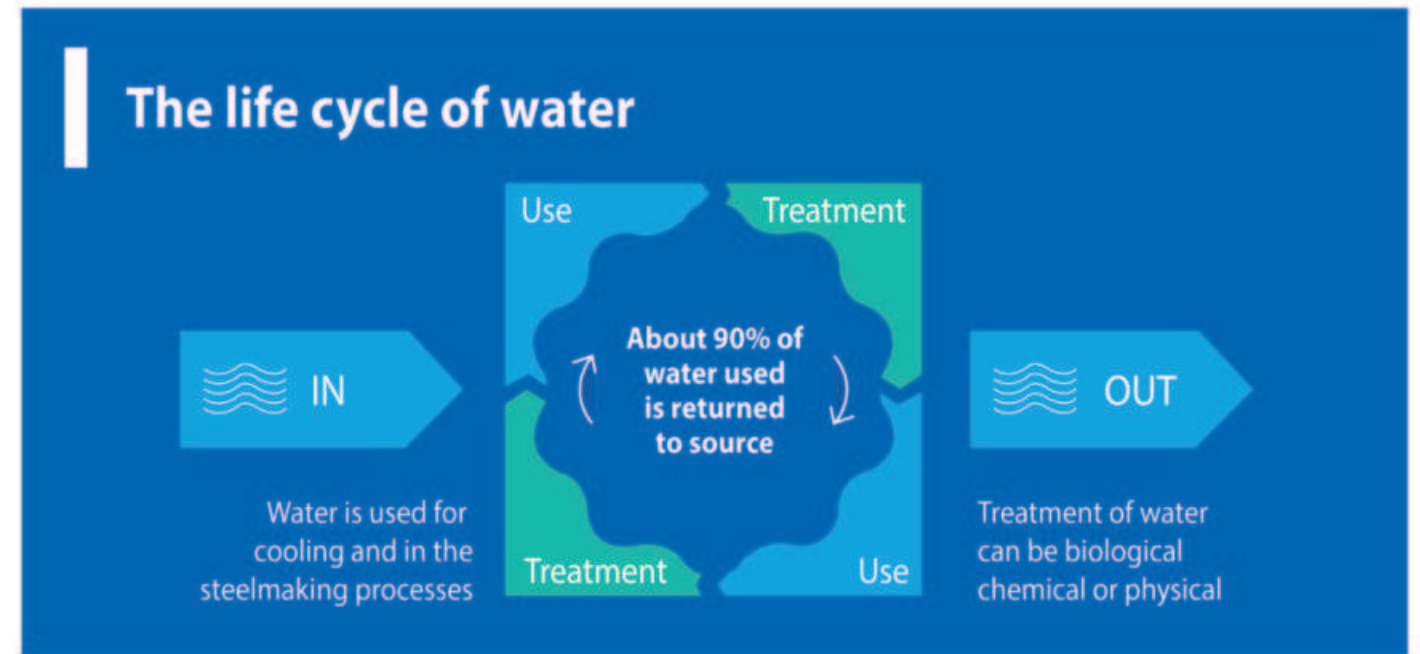 The life cycle of water
Use
Treatment
IN
About 90% of
water used
is returned
to source
OUT
Water is used for
cooling and in the
steelmaking processes
Treatment
Use
Treatment of water
can be biological
chemical or physical